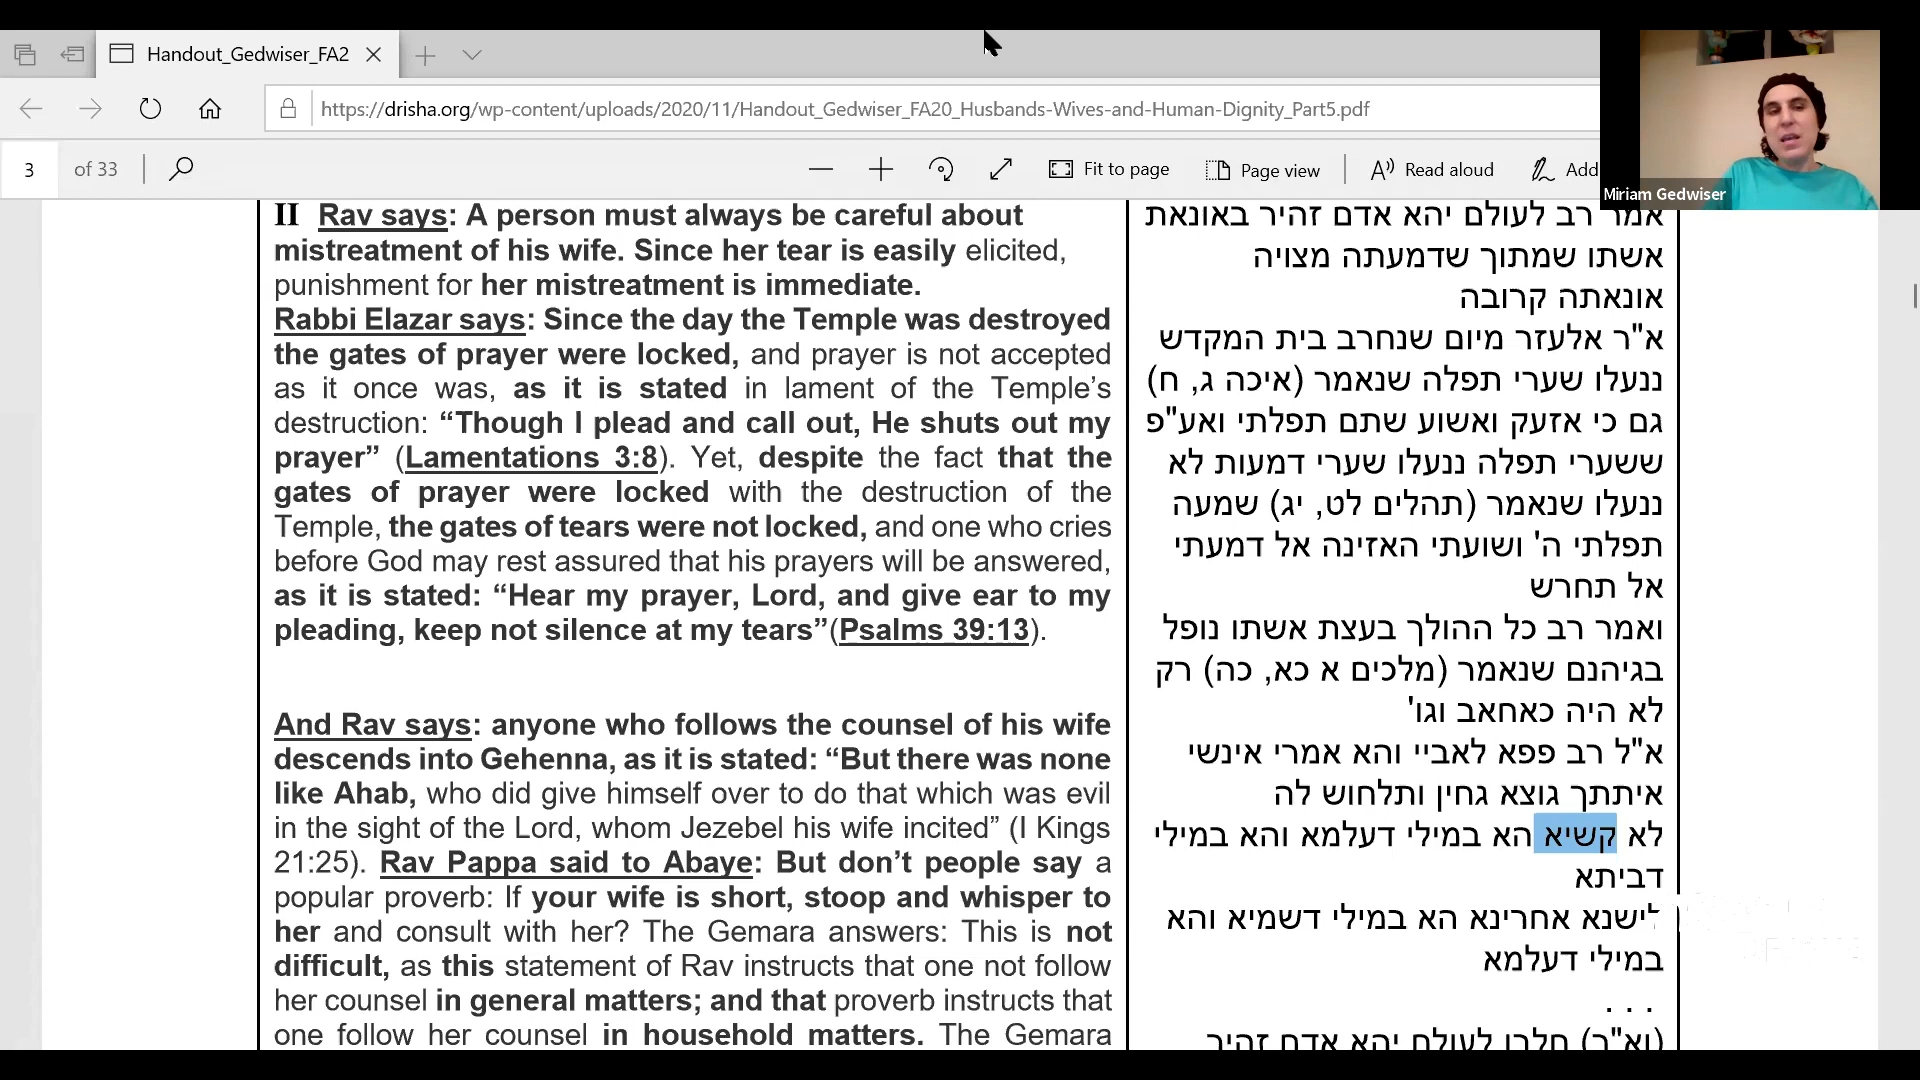 Handout_Gedwiser_FA2
https://drisha.org/wp-content/uploads/2020/11/Handout_Gedwiser_FA20_Husbands-Wives-and-Human-Dignity_Part5.pdf
3 of 33
Fit to page
Page view
Read aloud
Add
Miriam Gedwiser
II Rav says: A person must always be careful about
mistreatment of his wife. Since her tear is easily elicited,
punishment for her mistreatment is immediate.
Rabbi Elazar says: Since the day the Temple was destroyed
the gates of prayer were locked, and prayer is not accepted
as it once was, as it is stated in lament of the Temple’s
destruction: “Though I plead and call out, He shuts out my
prayer” (Lamentations 3:8). Yet, despite the fact that the
gates of prayer were locked with the destruction of the
Temple, the gates of tears were not locked, and one who cries
before God may rest assured that his prayers will be answered,
as it is stated: “Hear my prayer, Lord, and give ear to my
pleading, keep not silence at my tears”(Psalms 39:13).
And Rav says: anyone who follows the counsel of his wife
descends into Gehenna, as it is stated: “But there was none
like Ahab, who did give himself over to do that which was evil
in the sight of the Lord, whom Jezebel his wife incited” (I Kings
21:25). Rav Pappa said to Abaye: But don’t people say a
popular proverb: If your wife is short, stoop and whisper to
her and consult with her? The Gemara answers: This is not
difficult, as this statement of Rav instructs that one not follow
her counsel in general matters; and that proverb instructs that
one follow her counsel in household matters. The Gemara
אמר רב לעולם יהא אדם זהיר באונאת
אשתו שמתוך שדמעתה מצויה
אונאתה קרובה
א"ר אלעזר מיום שנחרב בית המקדש
ננעלו שערי תפלה שנאמר (איכה ג, ח)
גם כי אזעק ואשוע שתם תפלתי ואע"פ
ששערי תפלה ננעלו שערי דמעות לא
ננעלו שנאמר (תהלים לט, יג) שמעה
תפלתי ה' ושועתי האזינה אל דמעתי
אל תחרש
ואמר רב כל ההולך בעצת אשתו נופל
בגיהנם שנאמר (מלכים א כא, כה) רק
לא היה כאחאב וגו'
א"ל רב פפא לאביי והא אמרי אינשי
איתתך גוצא גחין ותלחוש לה
לא קשיא הא במילי דעלמא והא במילי
דביתא
לישנא אחרינא הא במילי דשמיא והא
במילי דעלמא
. . .
(וא"ר) חלבו לעולם יהא אדם זהיר